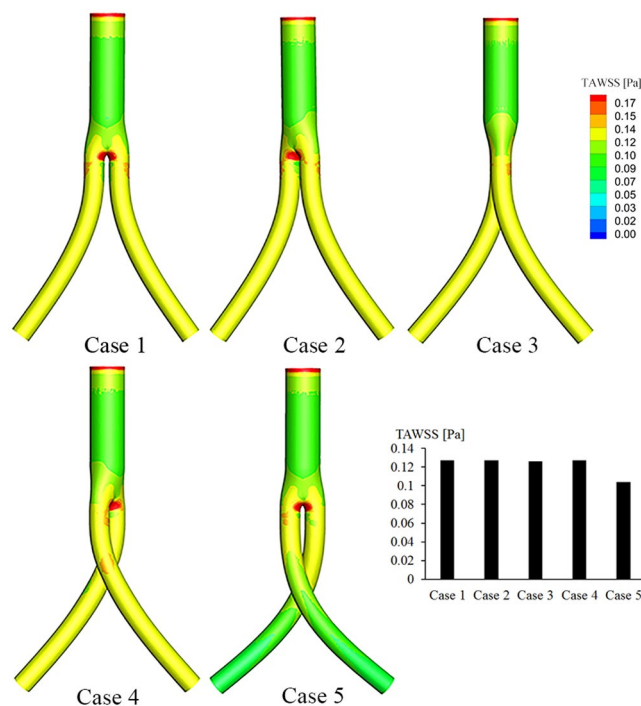 TAWSS [Pa]
0.17
0.15
0.14
0.12
0.10
0.09
0.07
0.05
0.03
0.02
0.00
Case 1
Case 2
Case 3
TAWSS [Pa]
0.14
0.12
0.1
0.08
0.06
0.04
0.02
0
Case 1 Case 2 Case 3 Case 4 Case 5
Case 4
Case 5